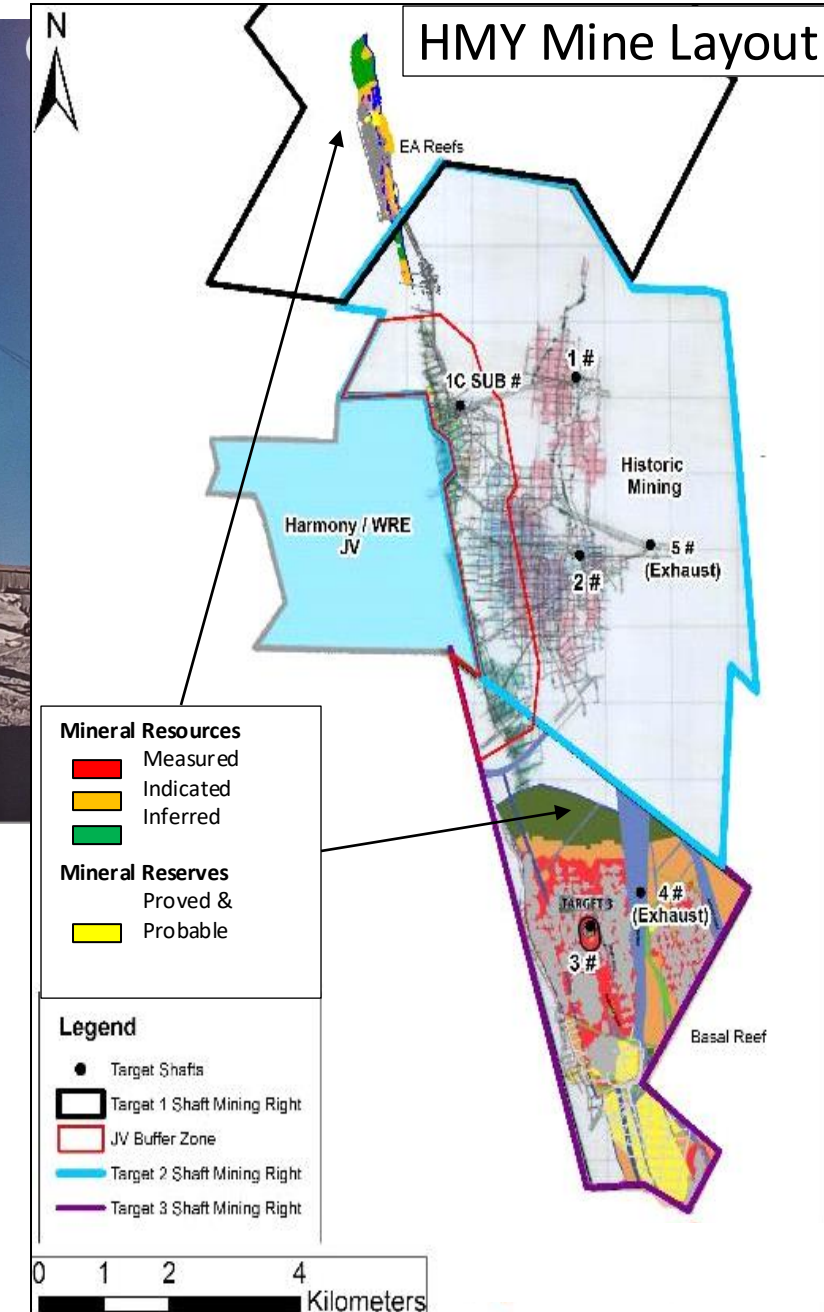 HMY Mine Layout
N
EA Reefs
1 #
1C SUB #
Historic
Mining
Harmony / WRE
JV
5 #
(Exhaust)
2 #
Mineral Resources
Measured
Indicated
Inferred
Mineral Reserves
Proved &
Probable
TARGET 3
4 #
(Exhaust)
3 #
Basal Reef
Legend
Target Shafts
Target 1 Shaft Mining Right
JV Buffer Zone
Target 2 Shaft Mining Right
Target 3 Shaft Mining Right
0 1 2 4
Kilometers